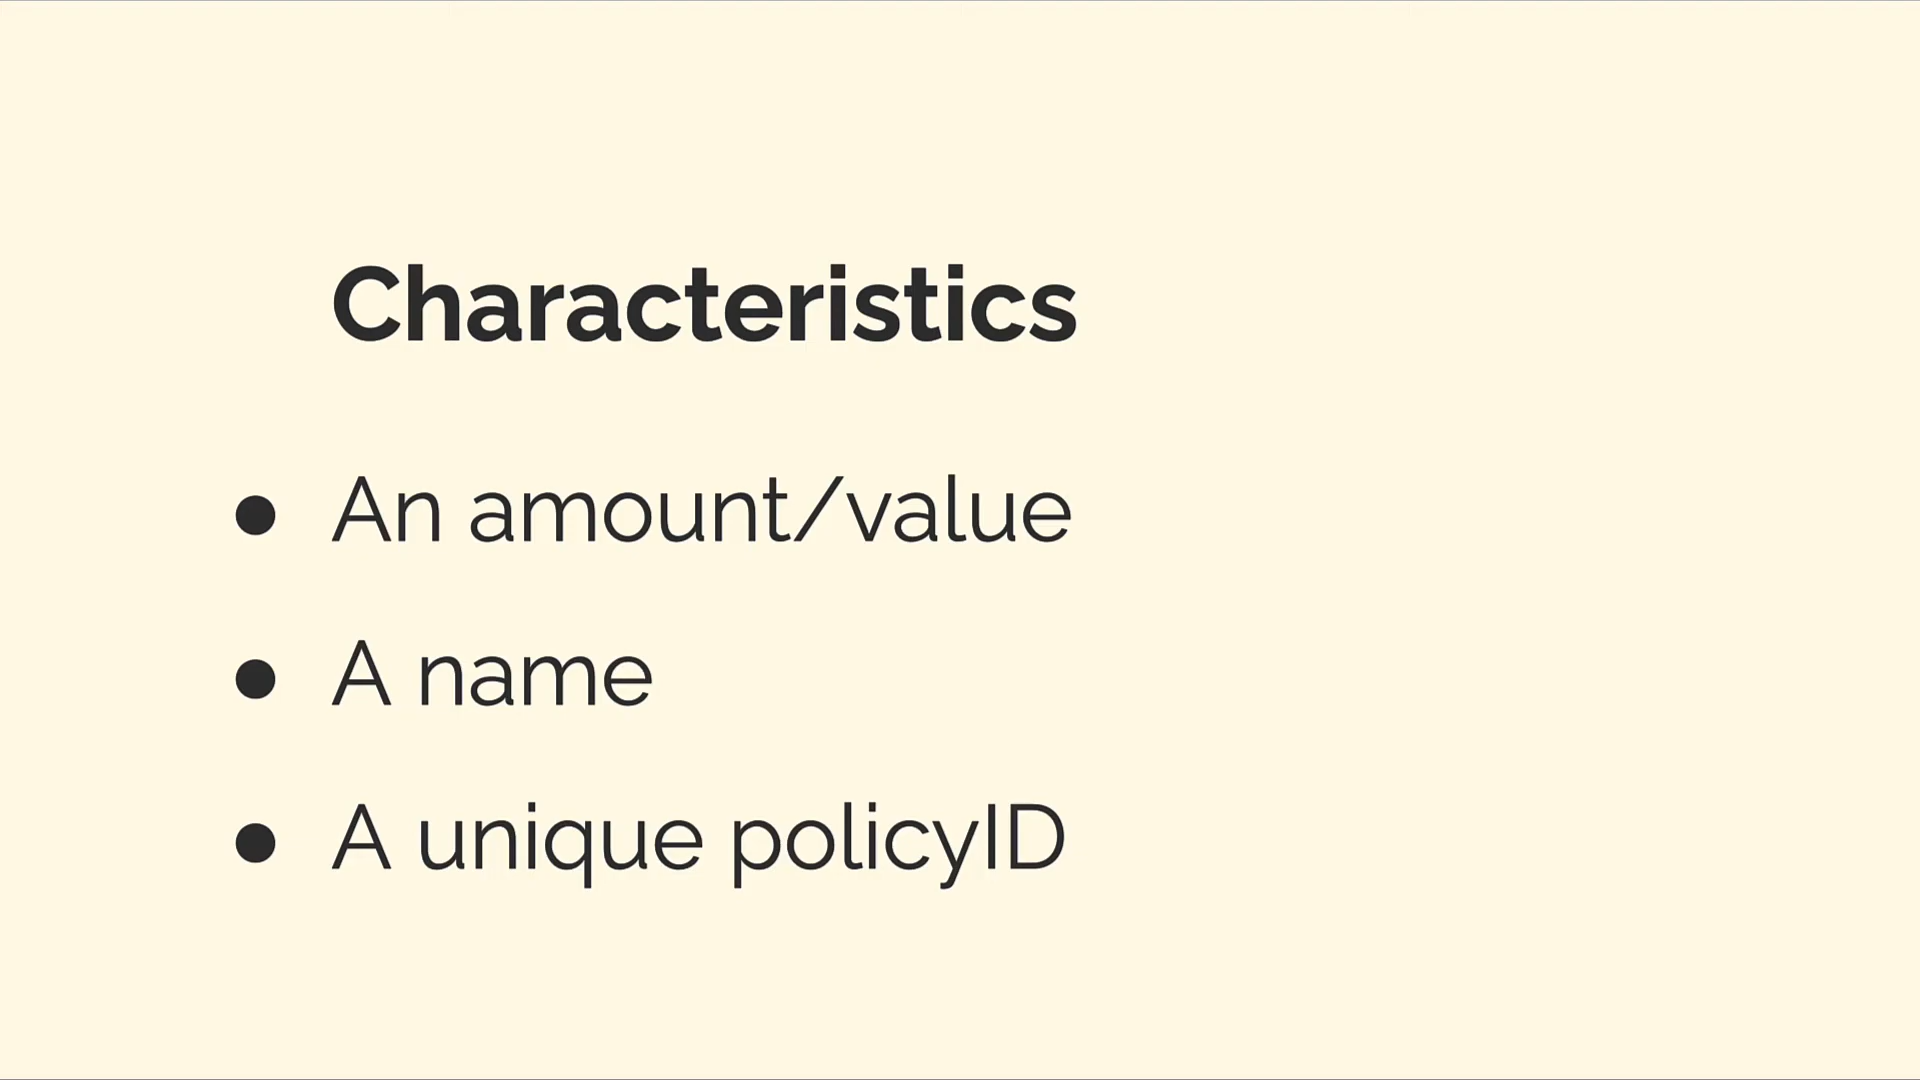 Characteristics
● An amount/value
● A name
● A unique policyID